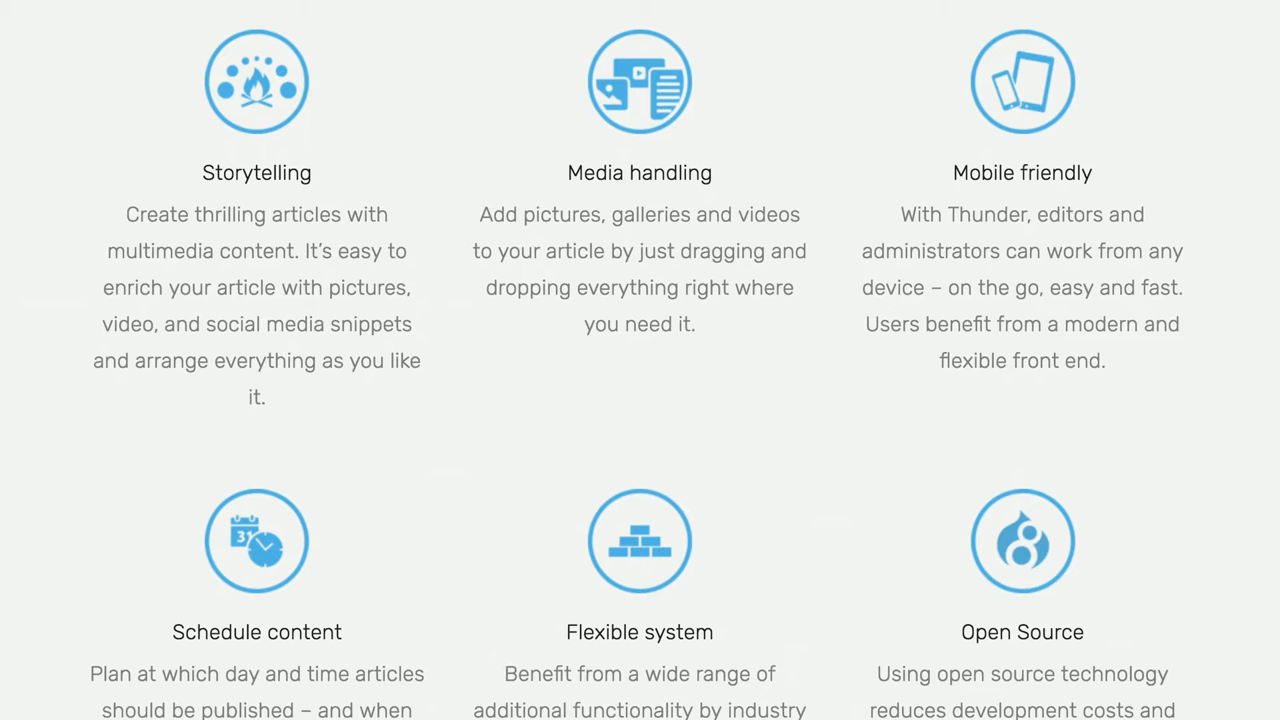 Storytelling
Create thrilling articles with
multimedia content. It's easy to
enrich your article with pictures,
video, and social media snippets
and arrange everything as you like
it.
Media handling
Add pictures, galleries and videos
to your article by just dragging and
dropping everything right where
you need it.
Mobile friendly
With Thunder, editors and
administrators can work from any
device – on the go, easy and fast.
Users benefit from a modern and
flexible front end.
31
Schedule content
Plan at which day and time articles
should be published – and when
Flexible system
Benefit from a wide range of
additional functionality by industry
Open Source
Using open source technology
reduces development costs and